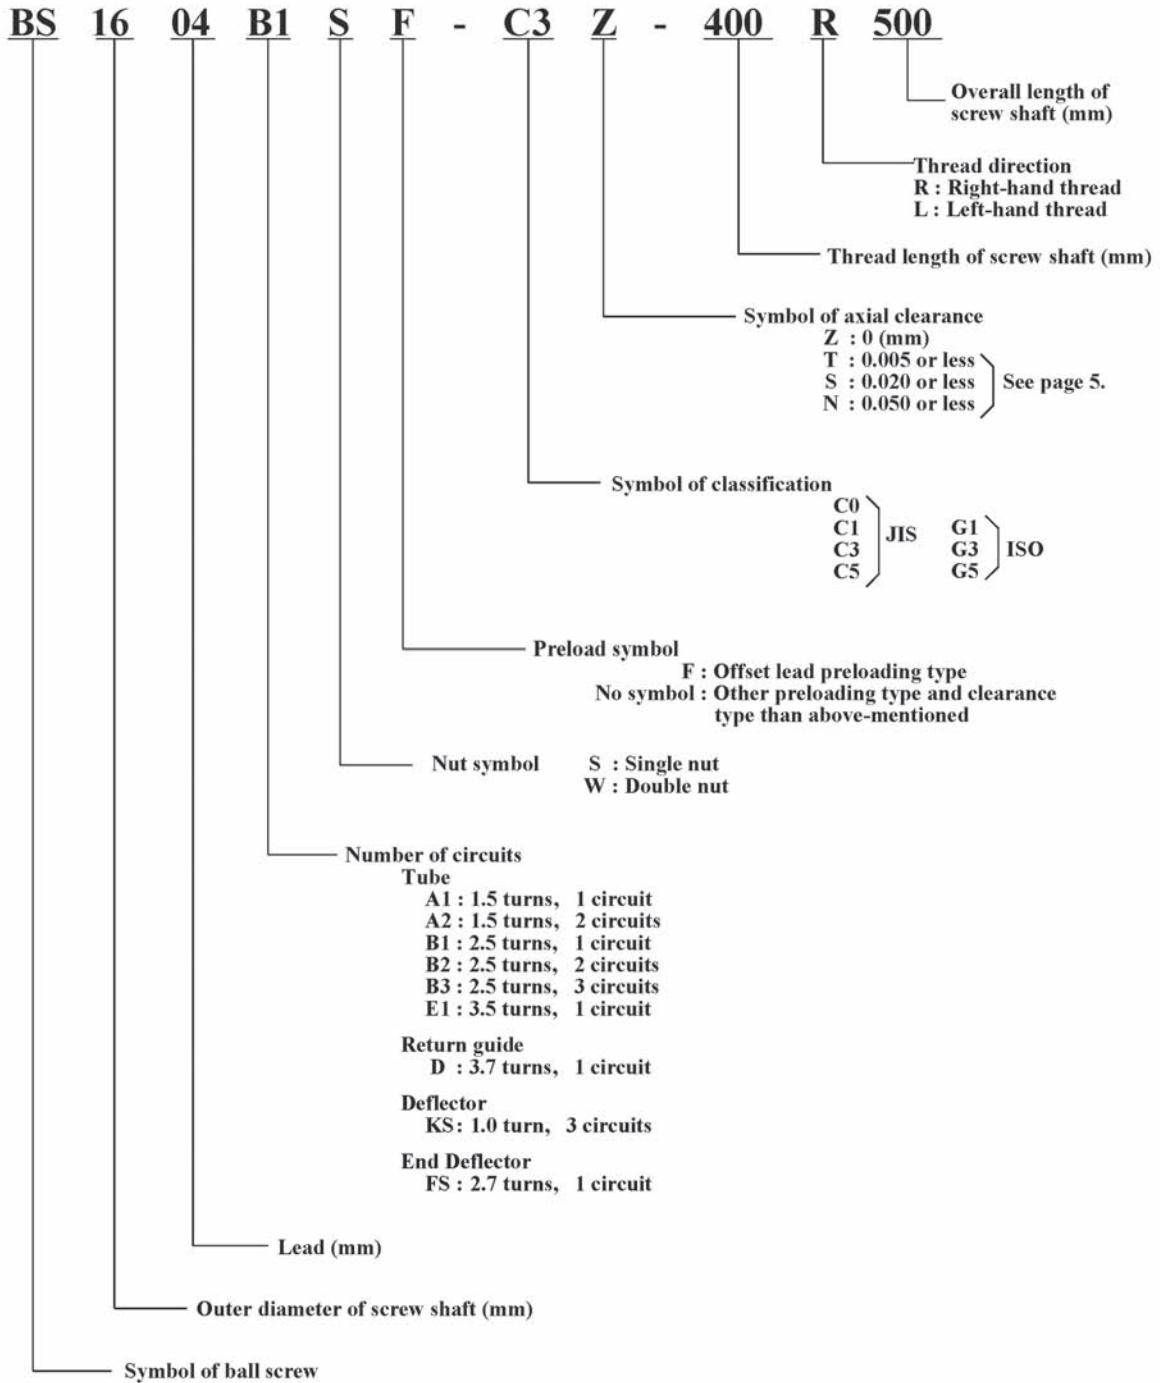 BS 16 04 B1 S F - C3 Z - 400 R 500
Overall length of
screw shaft (mm)
Thread direction
R : Right-hand thread
L : Left-hand thread
Thread length of screw shaft (mm)
Symbol of axial clearance
Z : 0 (mm)
T : 0.005 or less
S : 0.020 or less See page 5.
N : 0.050 or less
Symbol of classification
C0
C1 G1
JIS
C3 G3 ISO
C5 G5
Preload symbol
F : Offset lead preloading type
No symbol : Other preloading type and clearance
type than above-mentioned
Nut symbol S : Single nut
W : Double nut
Number of circuits
Tube
A1 : 1.5 turns, 1 circuit
A2 : 1.5 turns, 2 circuits
B1 : 2.5 turns, 1 circuit
B2 : 2.5 turns, 2 circuits
B3 : 2.5 turns, 3 circuits
E1 : 3.5 turns, 1 circuit
Return guide
D : 3.7 turns, 1 circuit
Deflector
KS : 1.0 turn, 3 circuits
End Deflector
FS : 2.7 turns, 1 circuit
Lead (mm)
Outer diameter of screw shaft (mm)
Symbol of ball screw